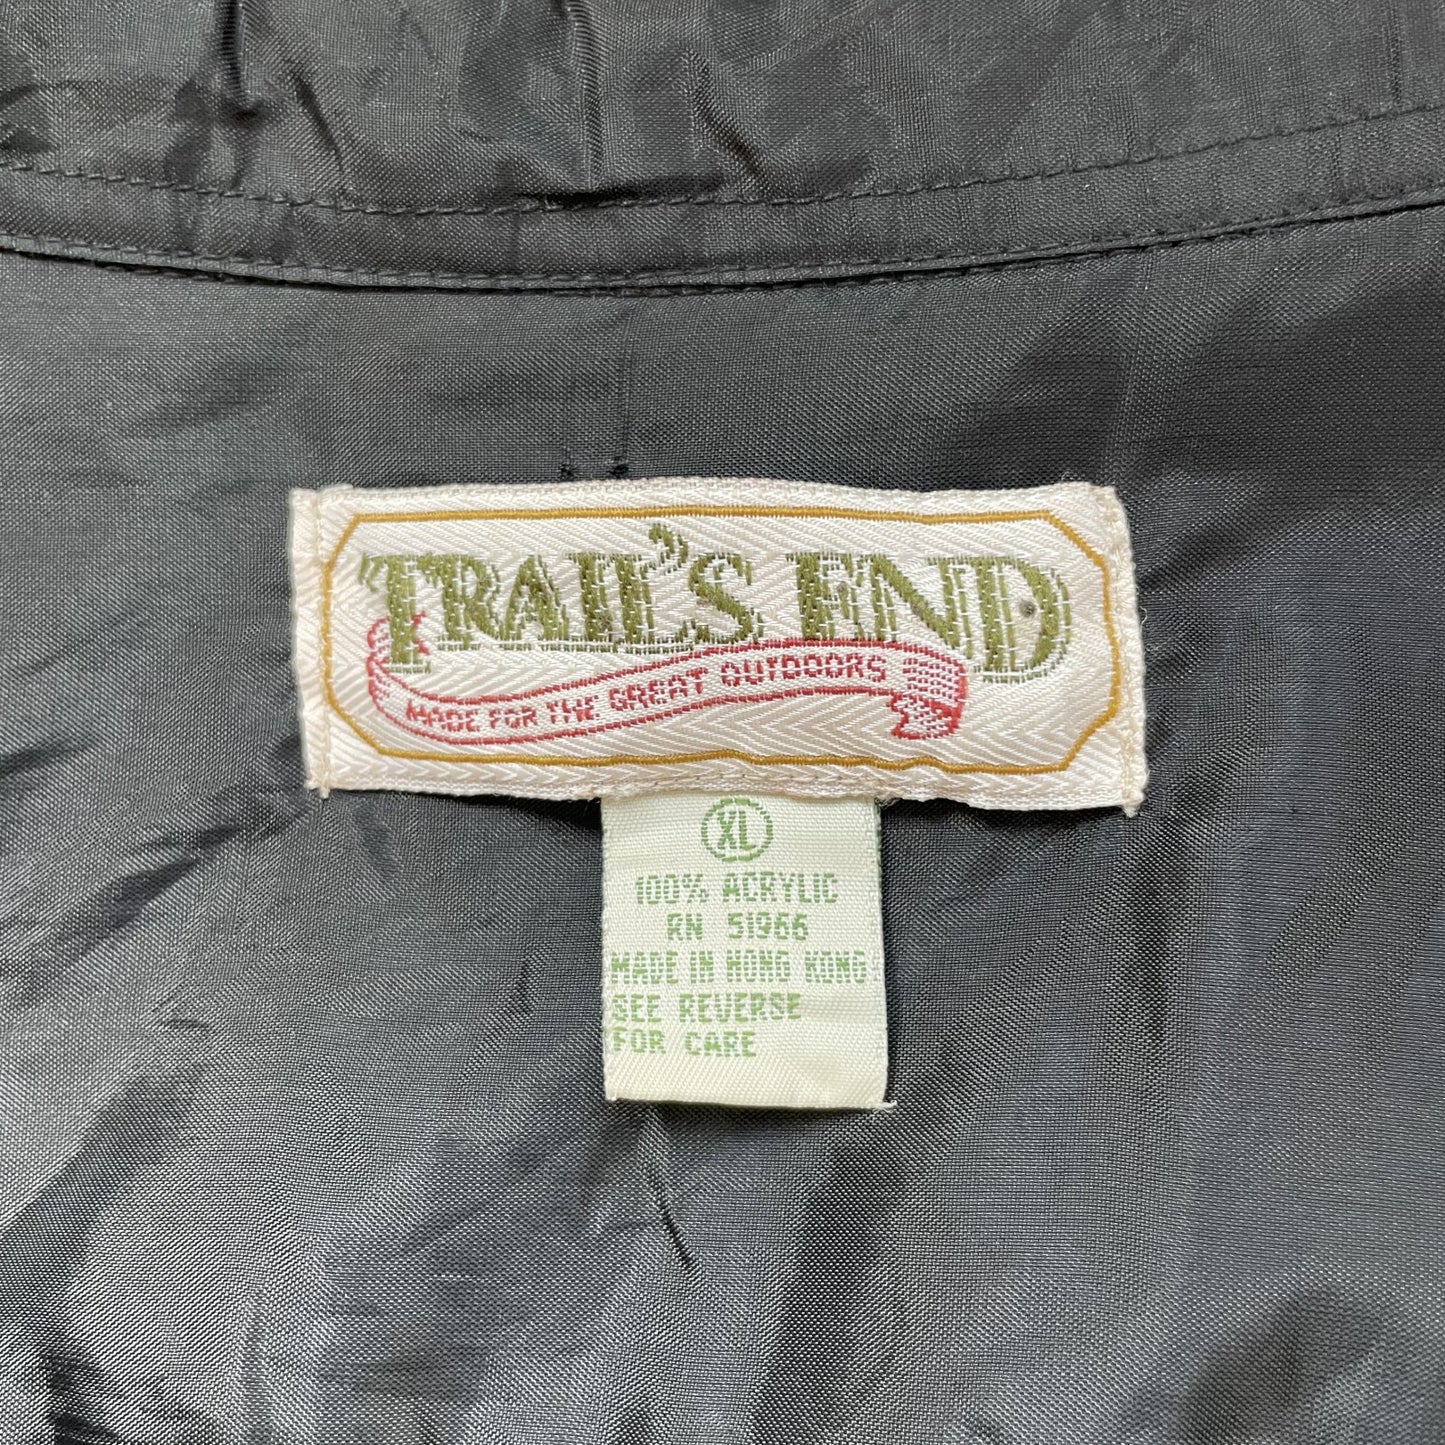 TRAIL'S END
MADE FOR THE GREAT OUTDOORS
XL
100% ACRYLIC
RN 51966
MADE IN HONG KONG
SEE REVERSE
FOR CARE